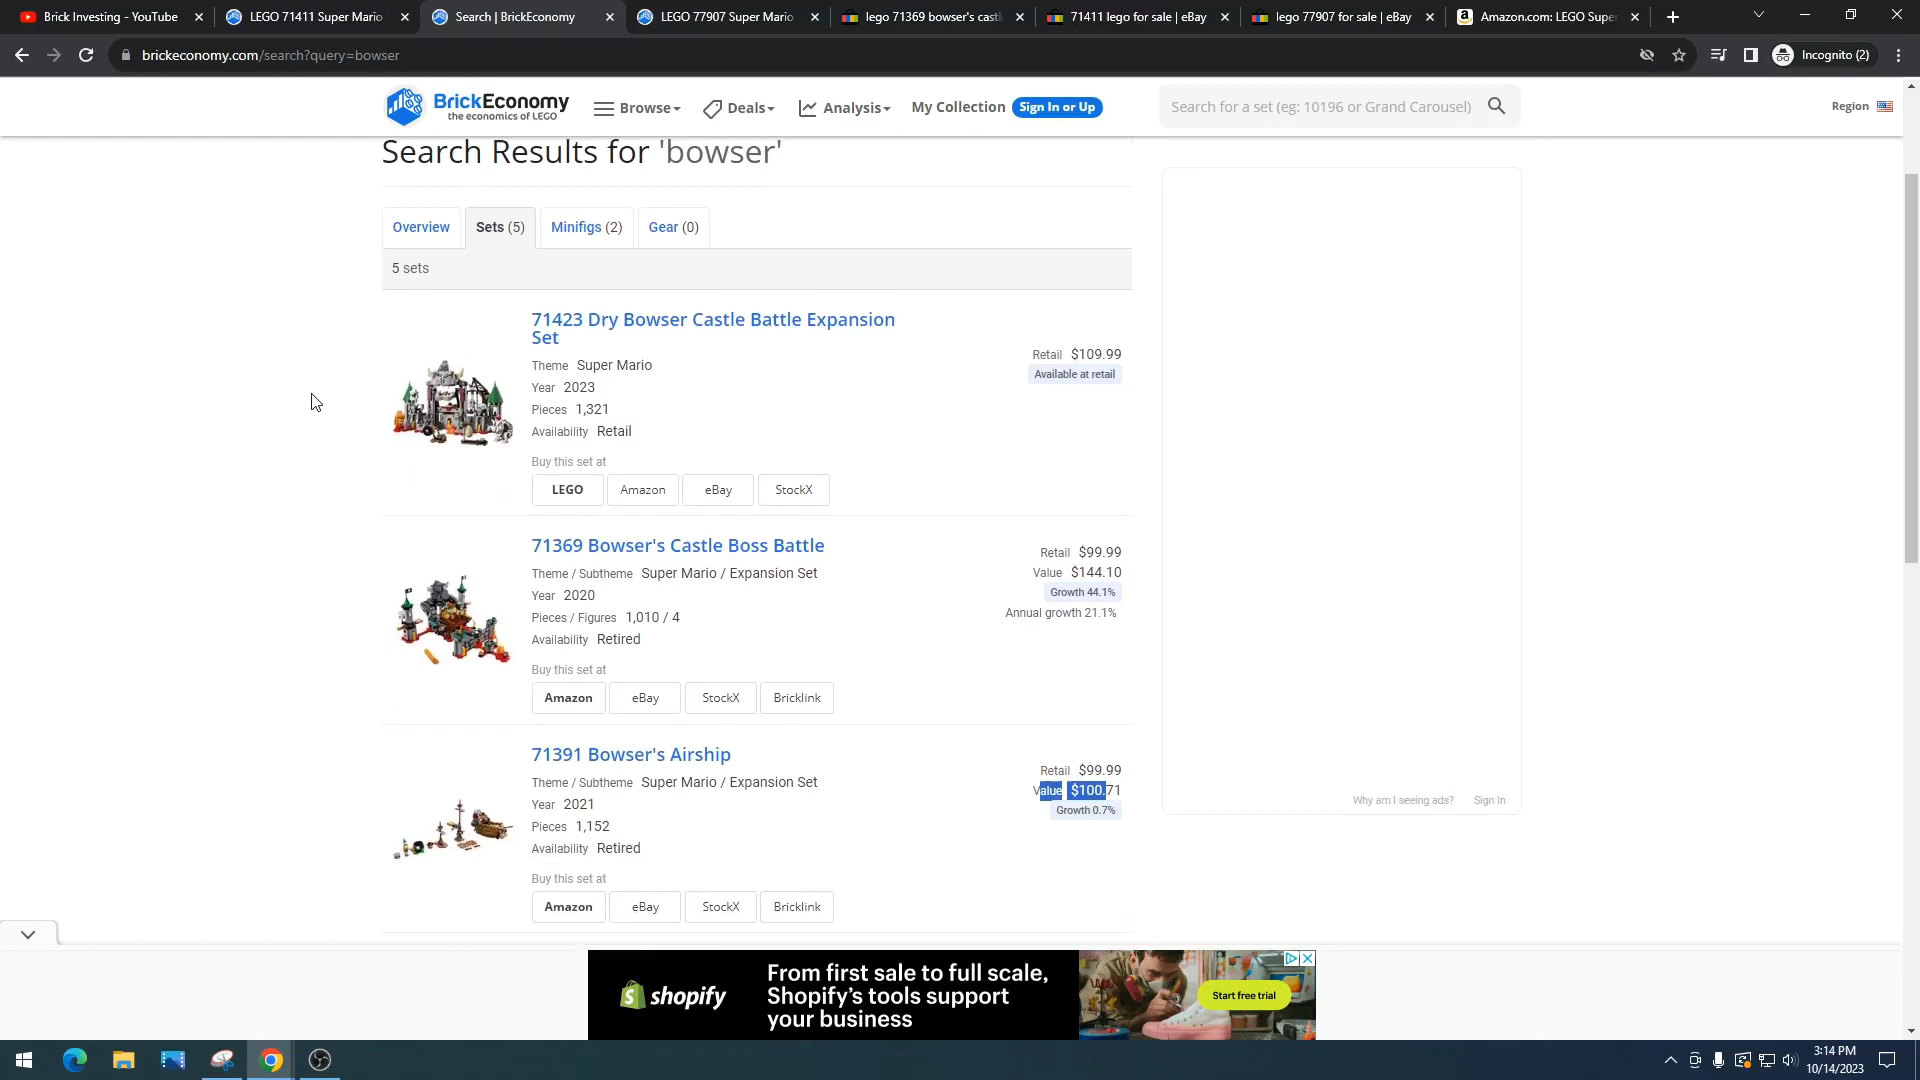 Brick Investing - YouTube
LEGO 71411 Super Mario
Search | BrickEconomy
LEGO 77907 Super Mario
lego 71369 bowser's castl
71411 lego for sale | eBay
lego 77907 for sale | eBay
Amazon.com: LEGO Supe
brickeconomy.com/search?query=bowser
Incognito (2)
BrickEconomy
the economics of LEGO
Browse
Deals
Analysis
My Collection
Sign In or Up
Search for a set (eg: 10196 or Grand Carousel)
Region
Search Results for 'bowser'
Overview
Sets (5)
Minifigs (2)
Gear (0)
5 sets
71423 Dry Bowser Castle Battle Expansion
Set
Theme Super Mario
Year 2023
Pieces 1,321
Availability Retail
Retail $109.99
Available at retail
Buy this set at
LEGO
Amazon
eBay
StockX
71369 Bowser's Castle Boss Battle
Theme / Subtheme Super Mario / Expansion Set
Year 2020
Pieces / Figures 1,010 / 4
Availability Retired
Retail $99.99
Value $144.10
Growth 44.1%
Annual growth 21.1%
Buy this set at
Amazon
eBay
StockX
Bricklink
71391 Bowser's Airship
Theme / Subtheme Super Mario / Expansion Set
Year 2021
Pieces 1,152
Availability Retired
Retail $99.99
Value $100.71
Growth 0.7%
Buy this set at
Amazon
eBay
StockX
Bricklink
Why am I seeing ads?
Sign In
shopify
From first sale to full scale,
Shopify's tools support
your business
Start free trial
3:14 PM
10/14/2023